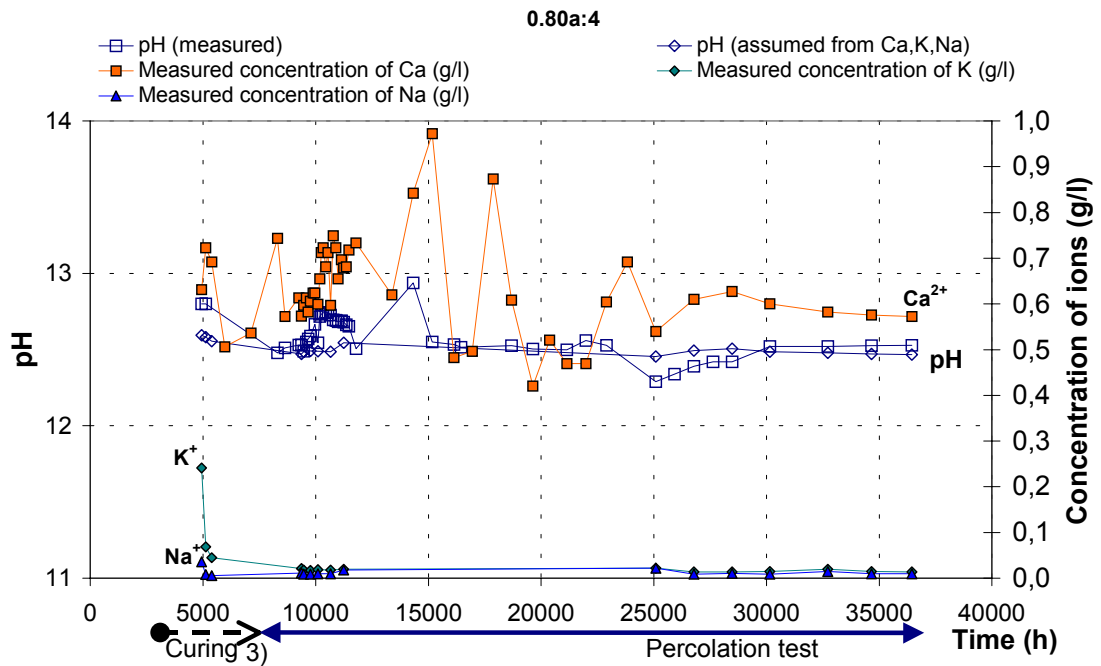 0.80a:4
pH (measured)
pH (assumed from Ca,K,Na)
Measured concentration of Ca (g/l)
Measured concentration of K (g/l)
Measured concentration of Na (g/l)
14
13
12
11
pH
1,0
0,9
0,8
0,7
0,6
0,5
0,4
0,3
0,2
0,1
0,0
Concentration of ions (g/l)
Ca2+
pH
K+
Na+
0
5000
10000
15000
20000
25000
30000
35000
40000
Curing 3)
Percolation test
Time (h)